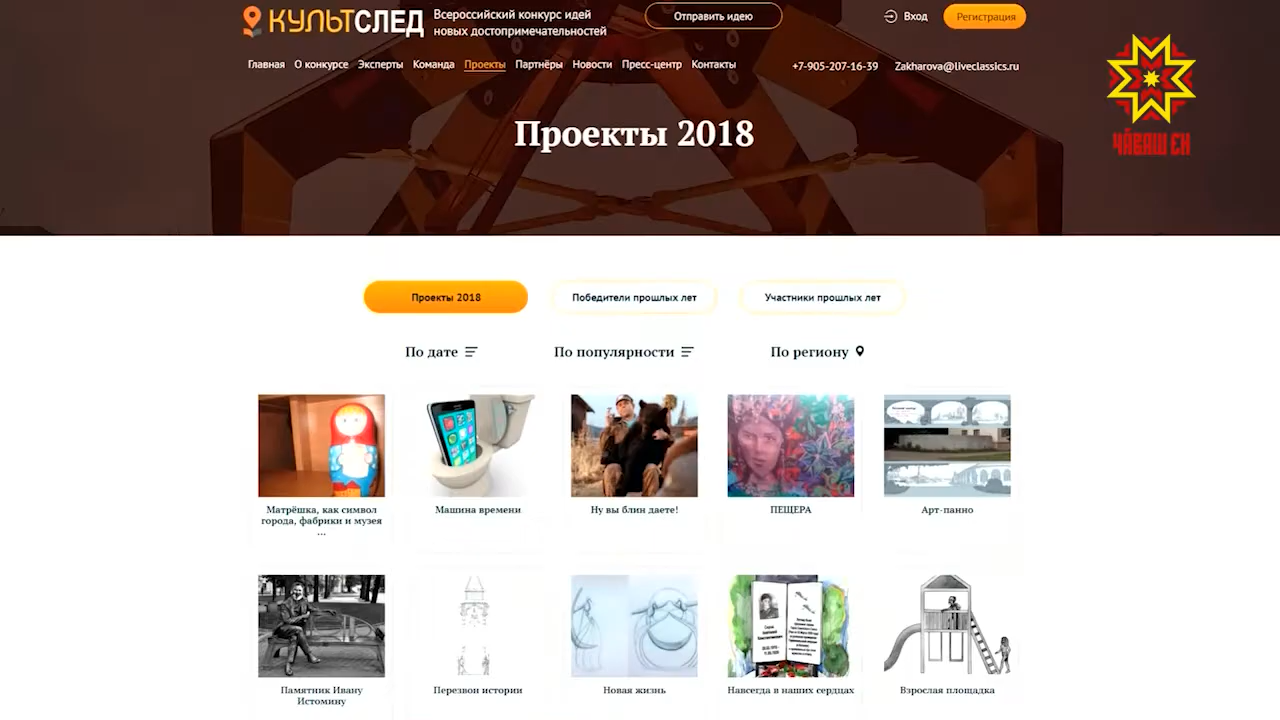 КУЛЬТСЛЕД
Всероссийский конкурс идей
новых достопримечательностей
Отправить идею
Вход
Регистрация
Главная О конкурсе Эксперты Команда Проекты Партнёры Новости Пресс-центр Контакты
+7-905-207-16-39 Zakharova@liveclassics.ru
ЧӐВАШ ЕН
Проекты 2018
Проекты 2018
Победители прошлых лет
Участники прошлых лет
По дате
По популярности
По региону
Матрёшка, как символ
города, фабрики и музея
...
Машина времени
Ну вы блин даете!
ПЕЩЕРА
Арт-панно
Памятник Ивану
Истомину
Перезвон истории
Новая жизнь
Навсегда в наших сердцах
Взрослая площадка